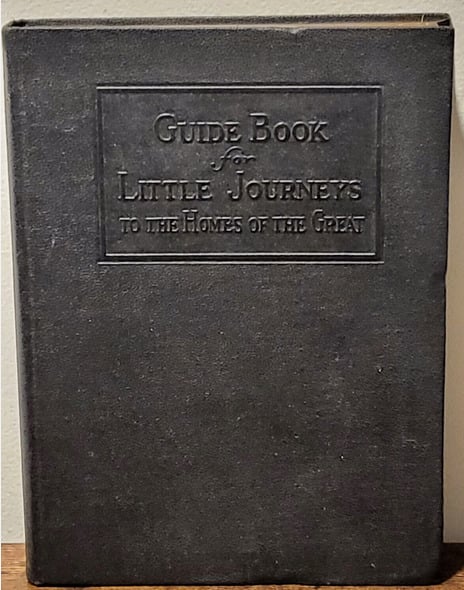 Guide Book
for
Little Journeys
to the Homes of the Great